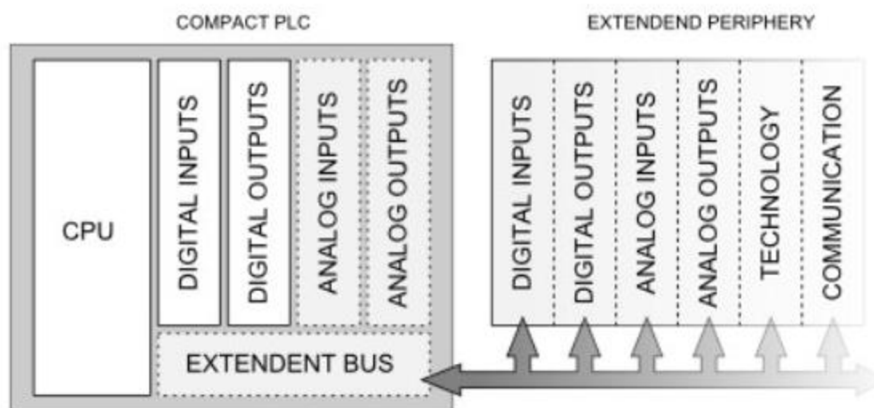 COMPACT PLC
EXTENDEND PERIPHERY
CPU
DIGITAL INPUTS
DIGITAL OUTPUTS
ANALOG INPUTS
ANALOG OUTPUTS
EXTENDENT BUS
DIGITAL INPUTS
DIGITAL OUTPUTS
ANALOG INPUTS
ANALOG OUTPUTS
TECHNOLOGY
COMMUNICATION